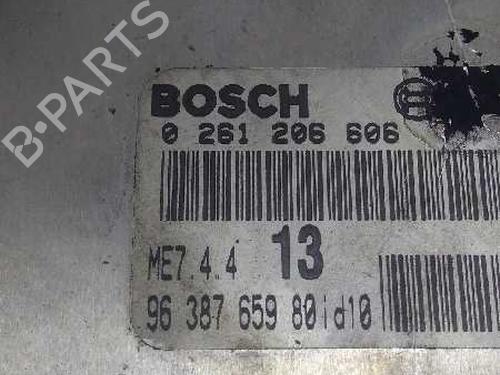 B-PARTS
BOSCH
0 261 206 606
ME7.4.4 13
96 387 659 80id10